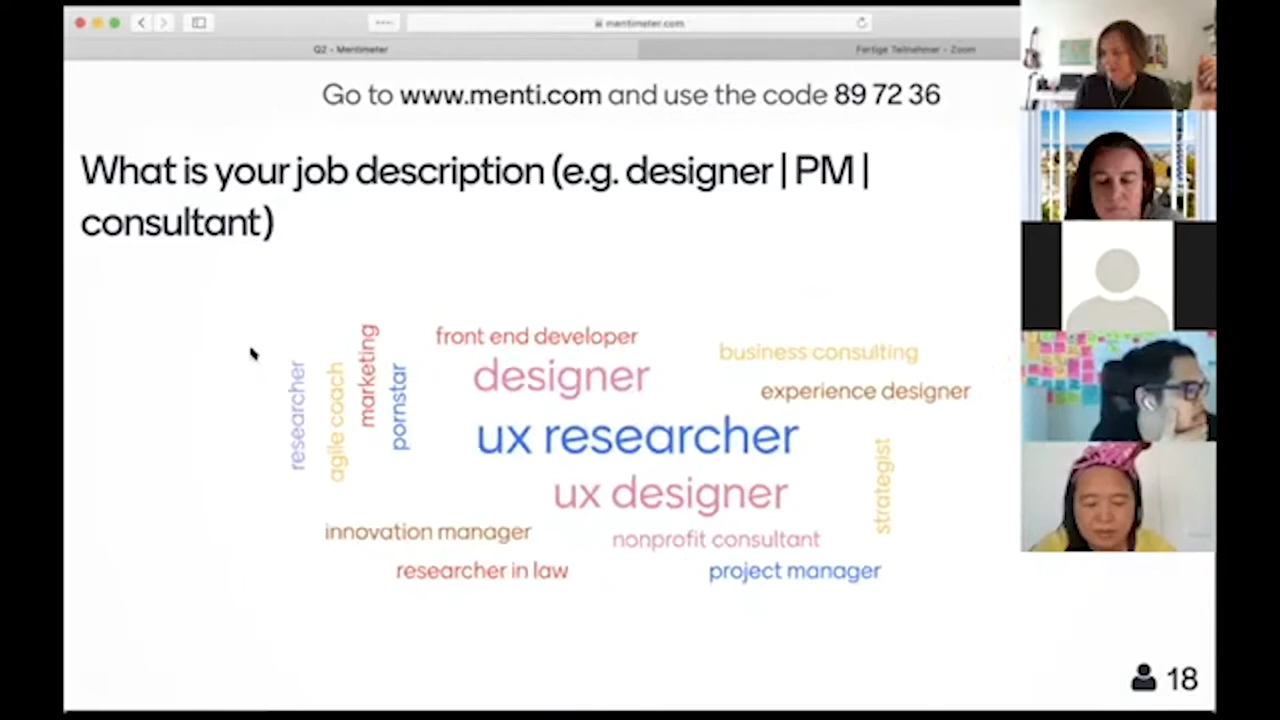 mentimeter.com
Q2 - Mentimeter
Fertige Teilnehmer - Zoom
Go to www.menti.com and use the code 89 72 36
What is your job description (e.g. designer | PM |
consultant)
front end developer
business consulting
designer
experience designer
researcher
agile coach
marketing
pornstar
ux researcher
ux designer
strategist
innovation manager
nonprofit consultant
researcher in law
project manager
18